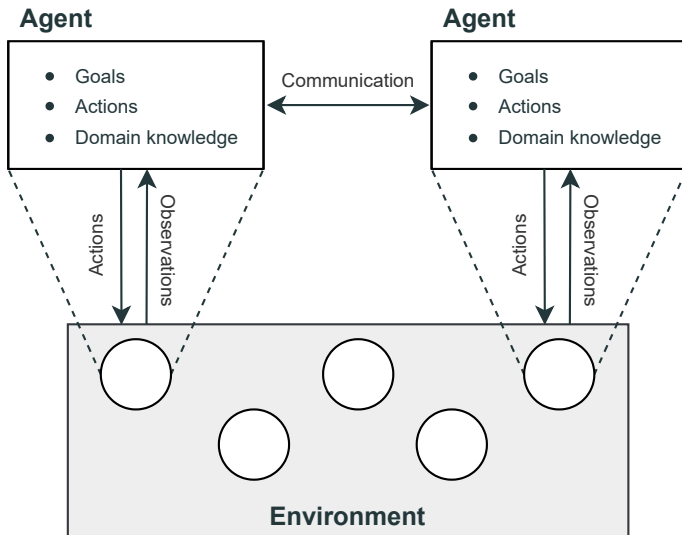 Agent
Agent
Goals
Actions
Domain knowledge
Communication
Goals
Actions
Domain knowledge
Actions
Observations
Actions
Observations
Environment